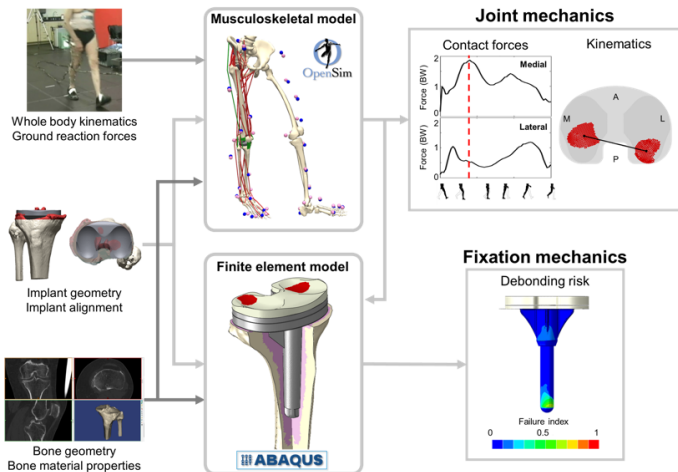 Musculoskeletal model
OpenSim
Whole body kinematics
Ground reaction forces
Joint mechanics
Contact forces
Kinematics
Medial
Force (BW)
2
1
0
Lateral
Force (BW)
2
1
0
A
M
L
P
Implant geometry
Implant alignment
Finite element model
ABAQUS
Bone geometry
Bone material properties
Fixation mechanics
Debonding risk
Failure index
0 0.5 1